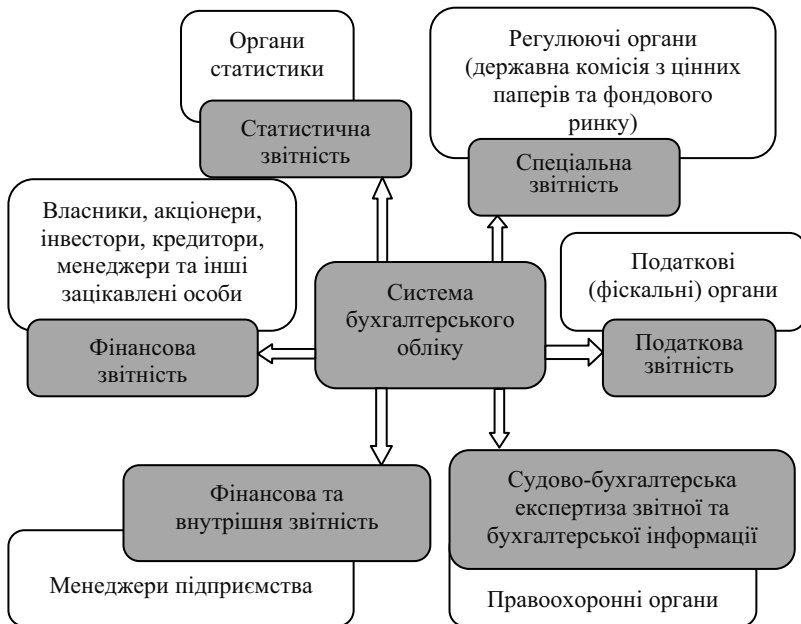 Органи
статистики
Статистична
звітність
Регулюючі органи
(державна комісія з цінних
паперів та фондового
ринку)
Спеціальна
звітність
Власники, акціонери,
інвестори, кредитори,
менеджери та інші
зацікавлені особи
Фінансова
звітність
Система
бухгалтерського
обліку
Податкові
(фіскальні) органи
Податкова
звітність
Фінансова та
внутрішня звітність
Менеджери підприємства
Судово-бухгалтерська
експертиза звітної та
бухгалтерської інформації
Правоохоронні органи